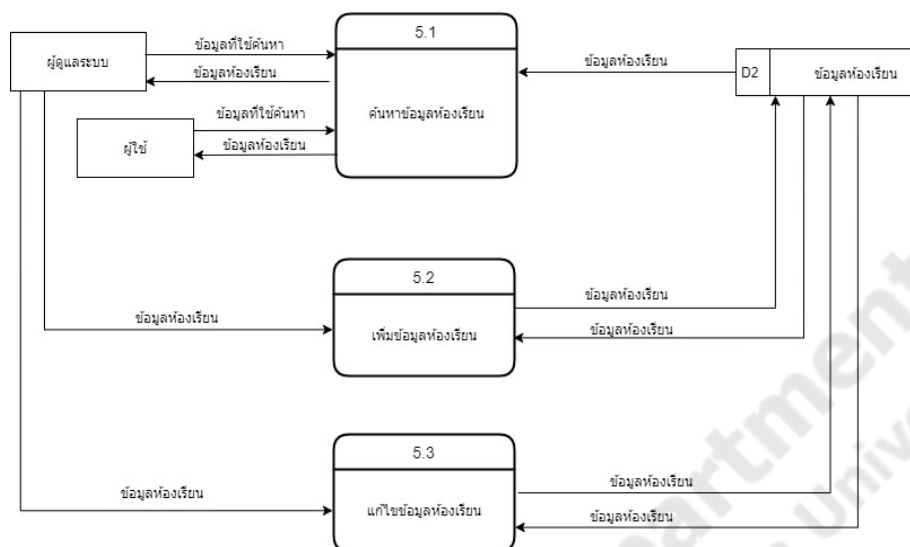 5.1
ผู้ดูแลระบบ
ข้อมูลที่ใช้ค้นหา
ข้อมูลห้องเรียน
ข้อมูลห้องเรียน
D2
ข้อมูลห้องเรียน
ข้อมูลที่ใช้ค้นหา
ค้นหาข้อมูลห้องเรียน
ผู้ใช้
ข้อมูลห้องเรียน
5.2
ข้อมูลห้องเรียน
ข้อมูลห้องเรียน
เพิ่มข้อมูลห้องเรียน
ข้อมูลห้องเรียน
5.3
ข้อมูลห้องเรียน
ข้อมูลห้องเรียน
แก้ไขข้อมูลห้องเรียน
ข้อมูลห้องเรียน